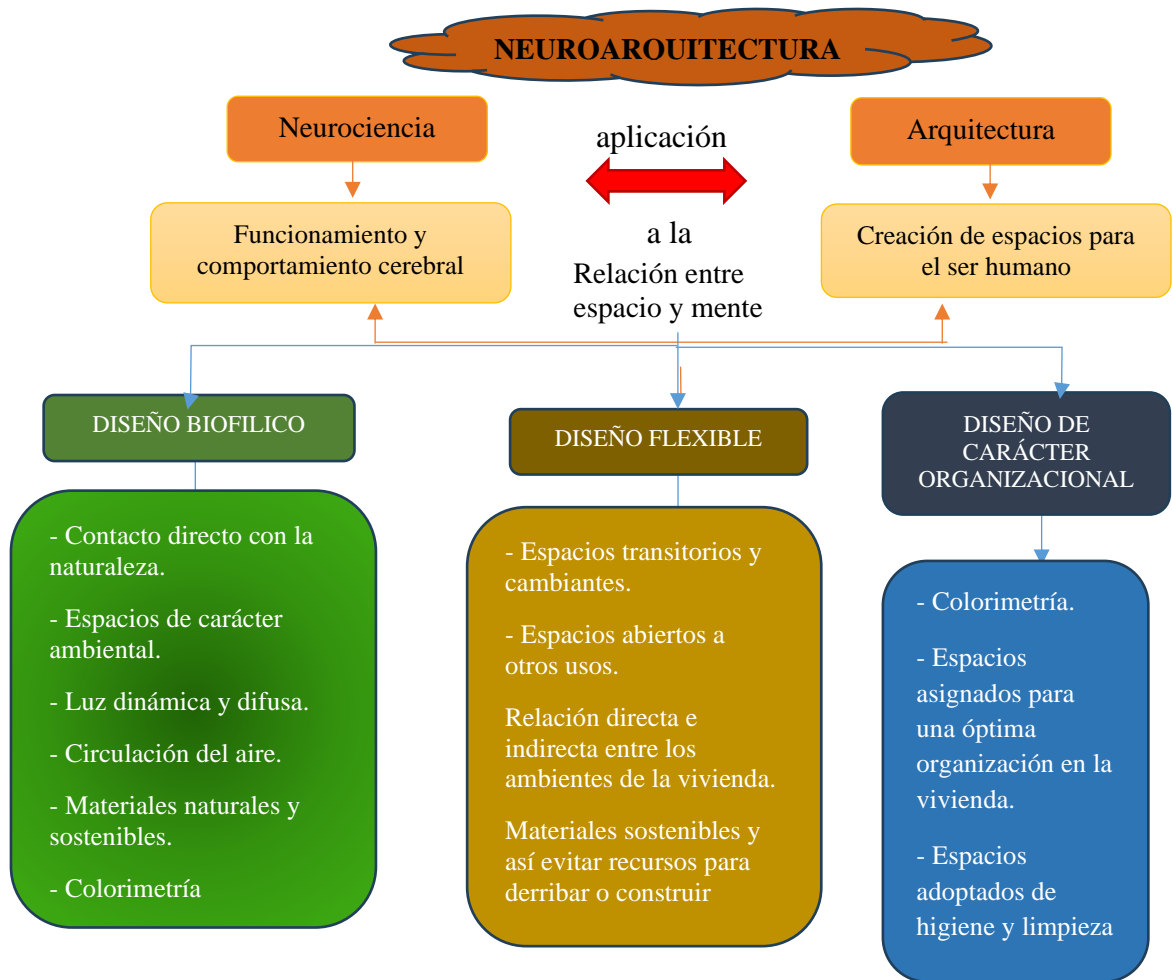 NEUROARQUITECTURA
Neurociencia
aplicación
Arquitectura
Funcionamiento y
comportamiento cerebral
a la
Relación entre
espacio y mente
Creación de espacios para
el ser humano
DISEÑO BIOFILICO
- Contacto directo con la
naturaleza.
- Espacios de carácter
ambiental.
- Luz dinámica y difusa.
- Circulación del aire.
- Materiales naturales y
sostenibles.
- Colorimetría
DISEÑO FLEXIBLE
- Espacios transitorios y
cambiantes.
- Espacios abiertos a
otros usos.
Relación directa e
indirecta entre los
ambientes de la vivienda.
Materiales sostenibles y
así evitar recursos para
derribar o construir
DISEÑO DE
CARÁCTER
ORGANIZACIONAL
- Colorimetría.
- Espacios
asignados para
una óptima
organización en la
vivienda.
- Espacios
adoptados de
higiene y limpieza